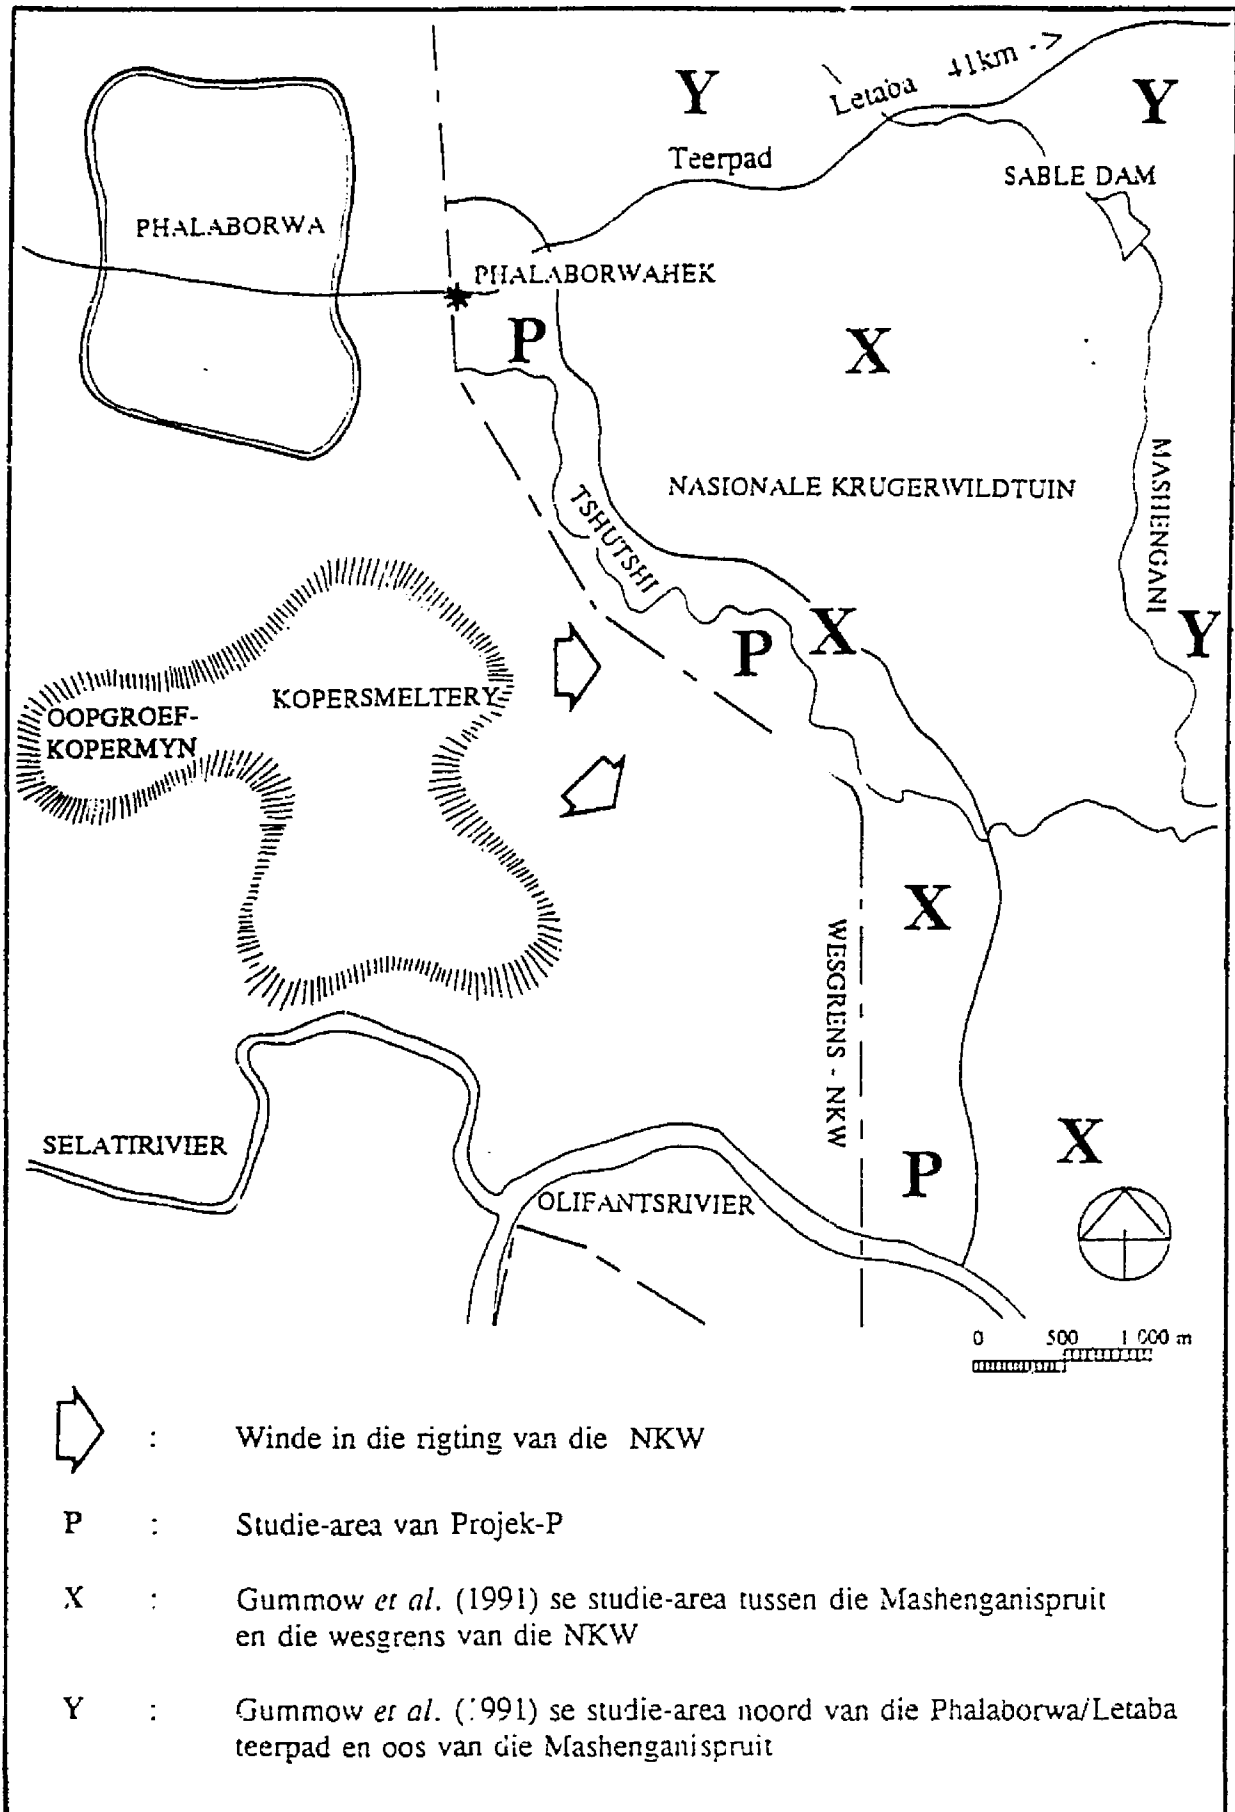 Y
Letaba 41km - >
Y
Teerpad
SABLE DAM
PHALABORWA
PHALABORWAHEK
P
X
NASIONALE KRUGERWILDTUIN
MASHENGANI
TSHUTSHI
X
Y
P
KOPERSMELTERY
OOPGROEF-
KOPERMYN
X
WESGRENS - NKW
SELATIRIVIER
X
P
OLIFANTSRIVIER
0 500 1 000 m
: Winde in die rigting van die NKW
P : Studie-area van Projek-P
X : Gummow et al. (1991) se studie-area tussen die Mashenganispruit
en die wesgrens van die NKW
Y : Gummow et al. (1991) se studie-area noord van die Phalaborwa/Letaba
teerpad en oos van die Mashenganispruit